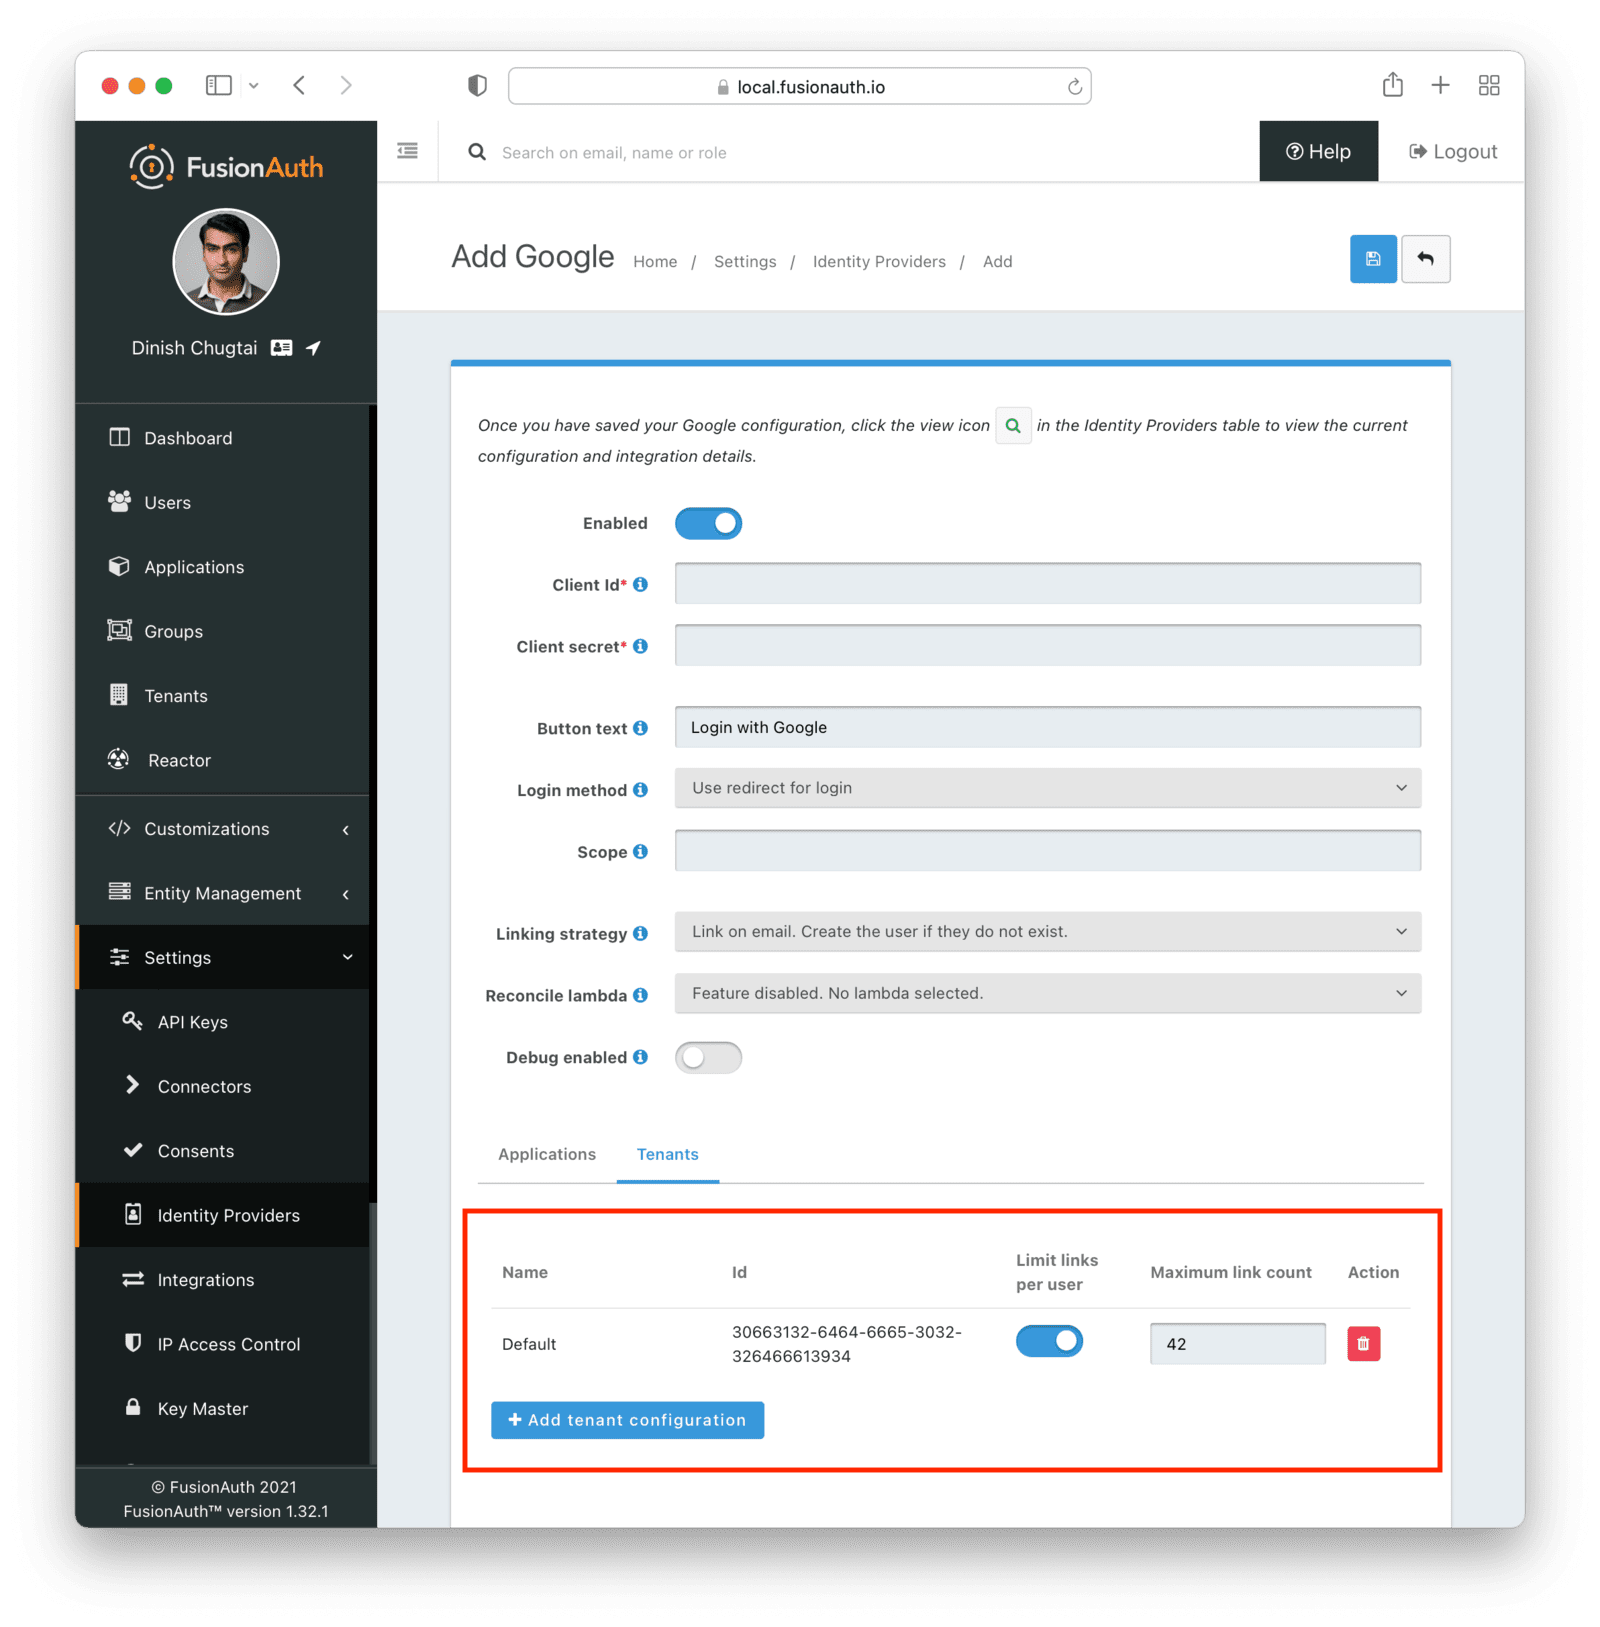 local.fusionauth.io
FusionAuth
Search on email, name or role
Help
Logout
Dinish Chugtai
Dashboard
Users
Applications
Groups
Tenants
Reactor
Customizations
Entity Management
Settings
API Keys
Connectors
Consents
Identity Providers
Integrations
IP Access Control
Key Master
© FusionAuth 2021
FusionAuth™ version 1.32.1
Add Google
Home / Settings / Identity Providers / Add
Once you have saved your Google configuration, click the view icon in the Identity Providers table to view the current
configuration and integration details.
Enabled
Client Id*
Client secret*
Button text
Login with Google
Login method
Use redirect for login
Scope
Linking strategy
Link on email. Create the user if they do not exist.
Reconcile lambda
Feature disabled. No lambda selected.
Debug enabled
Applications
Tenants
Name
Id
Limit links
per user
Maximum link count
Action
Default
30663132-6464-6665-3032-
326466613934
42
+ Add tenant configuration